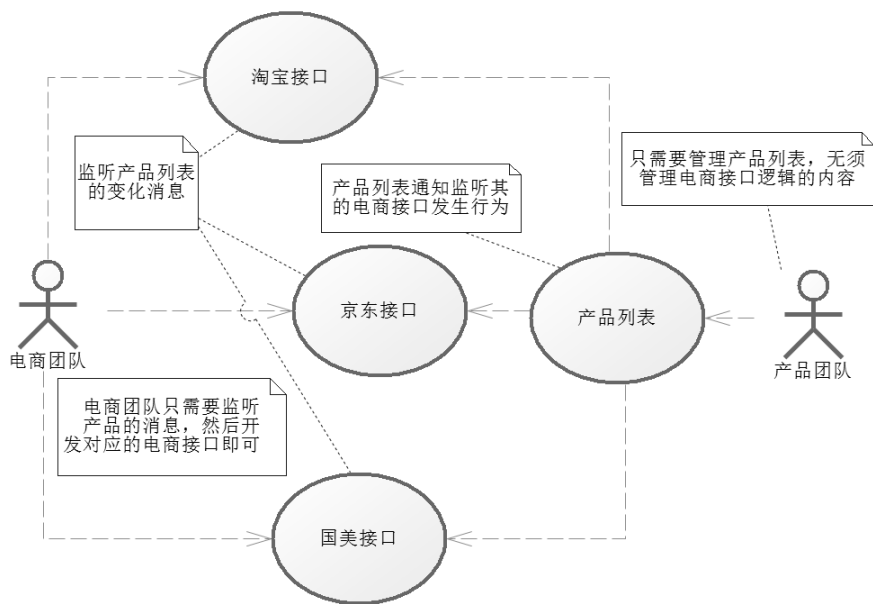 淘宝接口
监听产品列表
的变化消息
产品列表通知监听其
的电商接口发生行为
只需要管理产品列表，无须
管理电商接口逻辑的内容
京东接口
产品列表
电商团队
产品团队
电商团队只需要监听
产品的消息，然后开
发对应的电商接口即可
国美接口